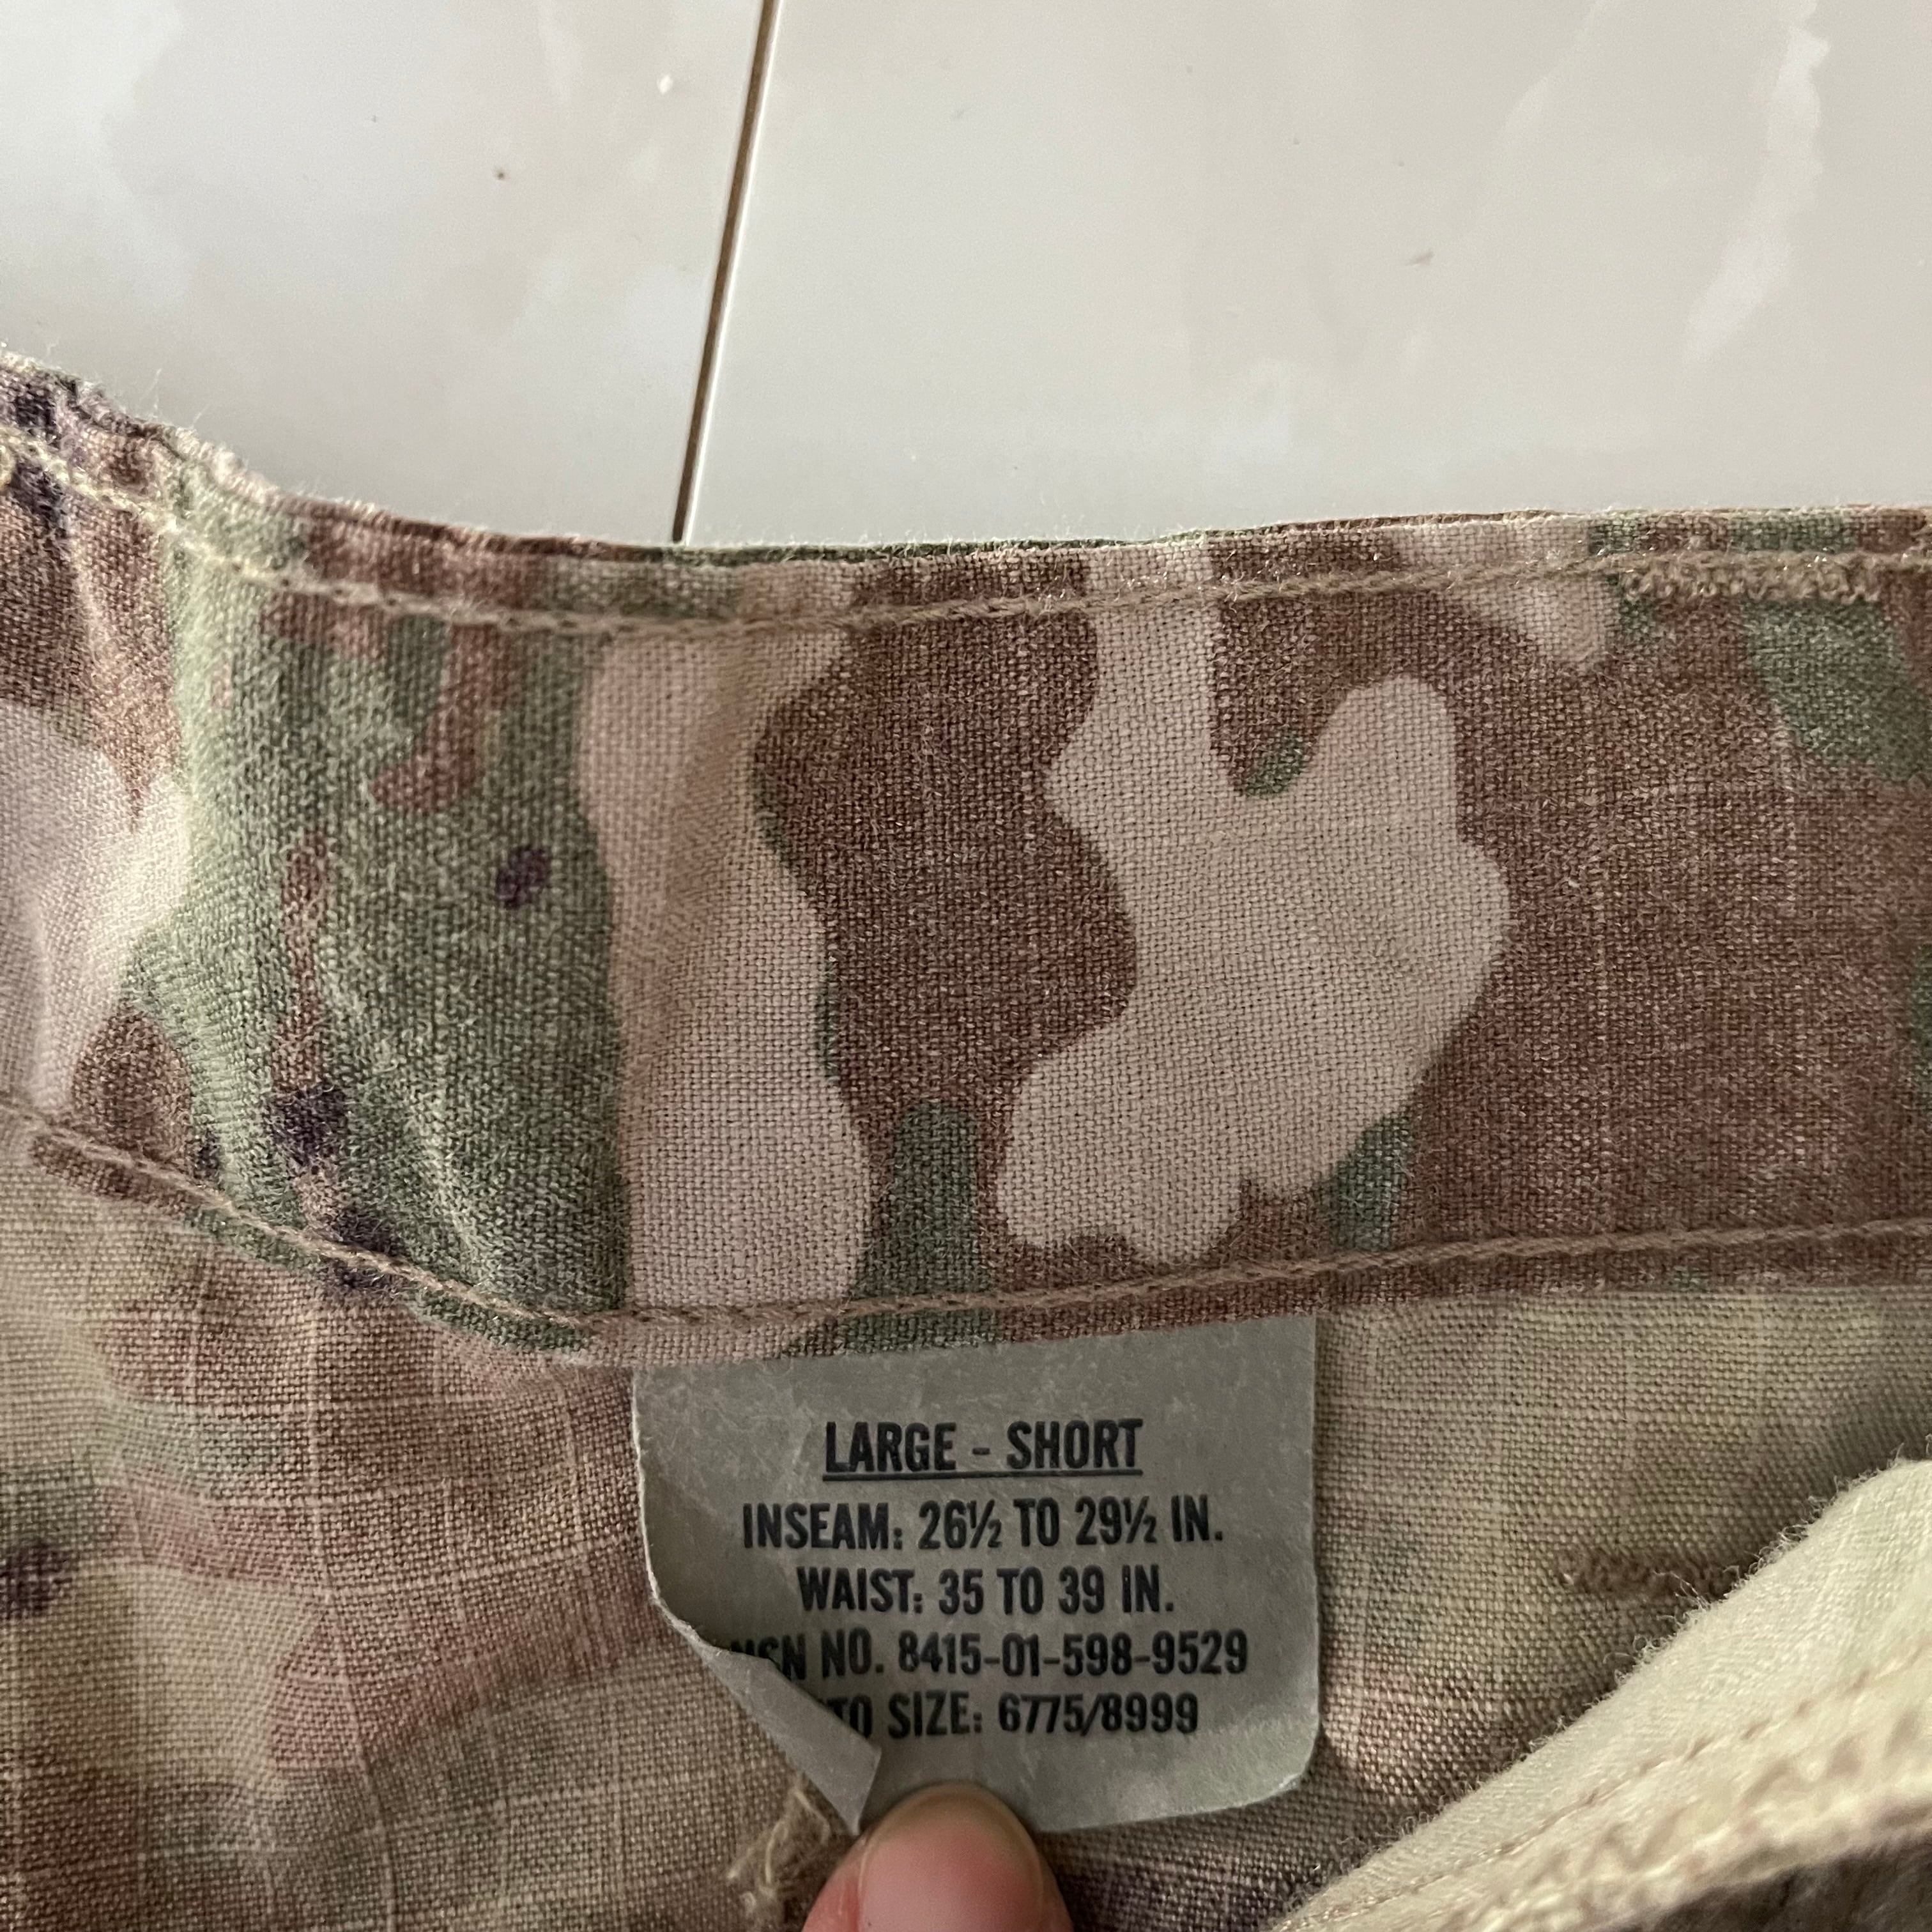 LARGE - SHORT
INSEAM: 26½ TO 29½ IN.
WAIST: 35 TO 39 IN.
NO. 8415-01-598-9529
SIZE: 6775/8999